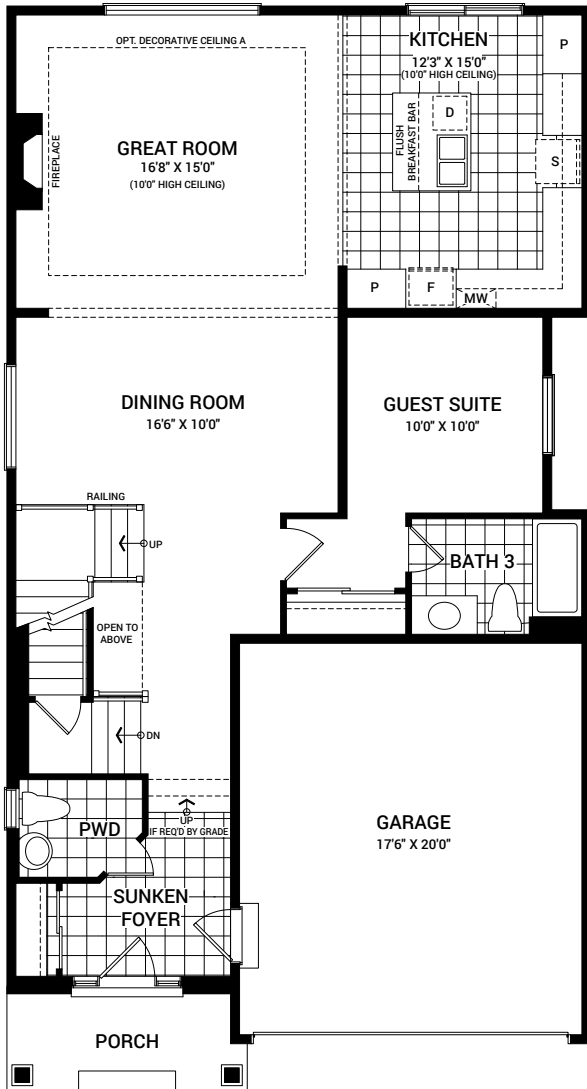 OPT. DECORATIVE CEILING A
KITCHEN
12'3" X 15'0"
(10'0" HIGH CEILING)
P
D
FLUSH
BREAKFAST BAR
S
FIREPLACE
GREAT ROOM
16'8" X 15'0"
(10'0" HIGH CEILING)
P
F
MW
DINING ROOM
16'6" X 10'0"
GUEST SUITE
10'0" X 10'0"
RAILING
UP
BATH 3
OPEN TO
ABOVE
DN
UP
IF REQ'D BY GRADE
PWD
GARAGE
17'6" X 20'0"
SUNKEN
FOYER
PORCH